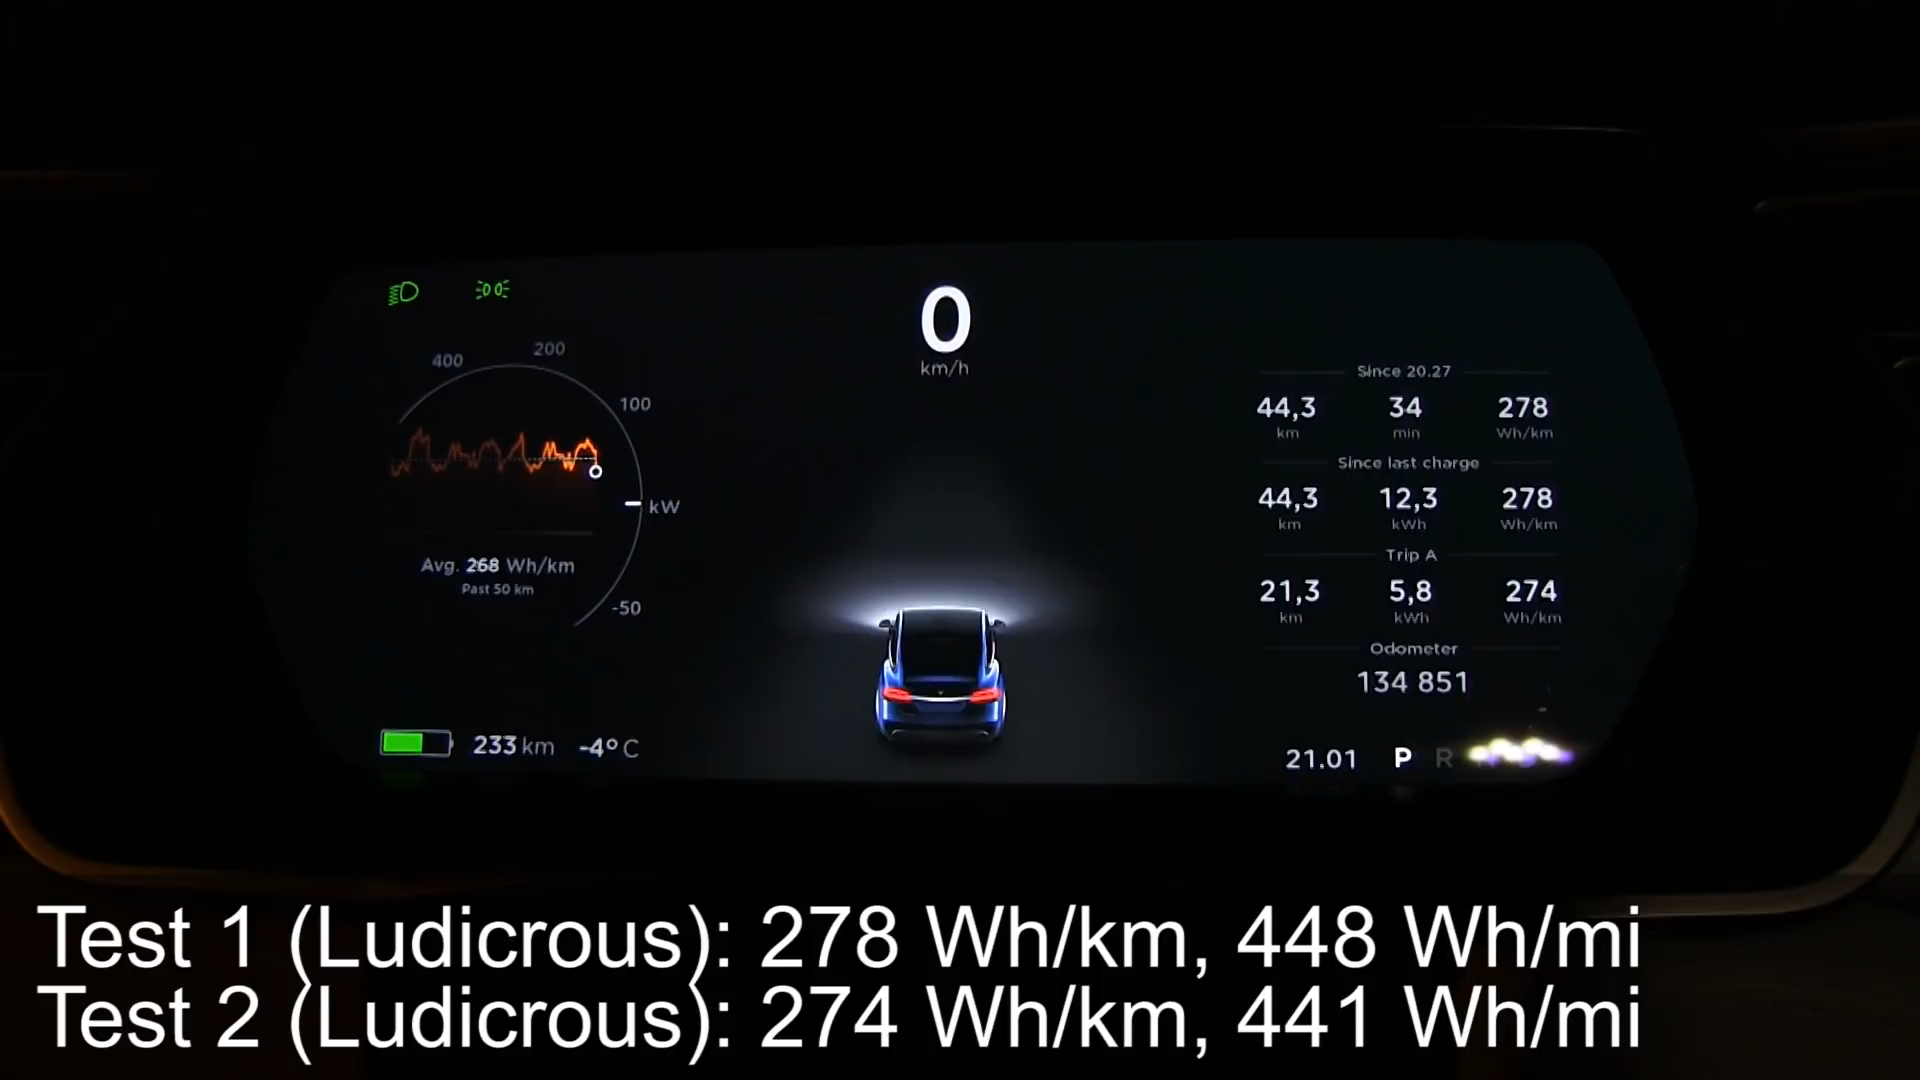 0
km/h
400
200
100
kW
-50
Avg. 268 Wh/km
Past 50 km
233 km -4° C
Since 20.27
44,3 34 278
km min Wh/km
Since last charge
44,3 12,3 278
km kWh Wh/km
Trip A
21,3 5,8 274
km kWh Wh/km
Odometer
134 851
21.01 P R
Test 1 (Ludicrous): 278 Wh/km, 448 Wh/mi
Test 2 (Ludicrous): 274 Wh/km, 441 Wh/mi